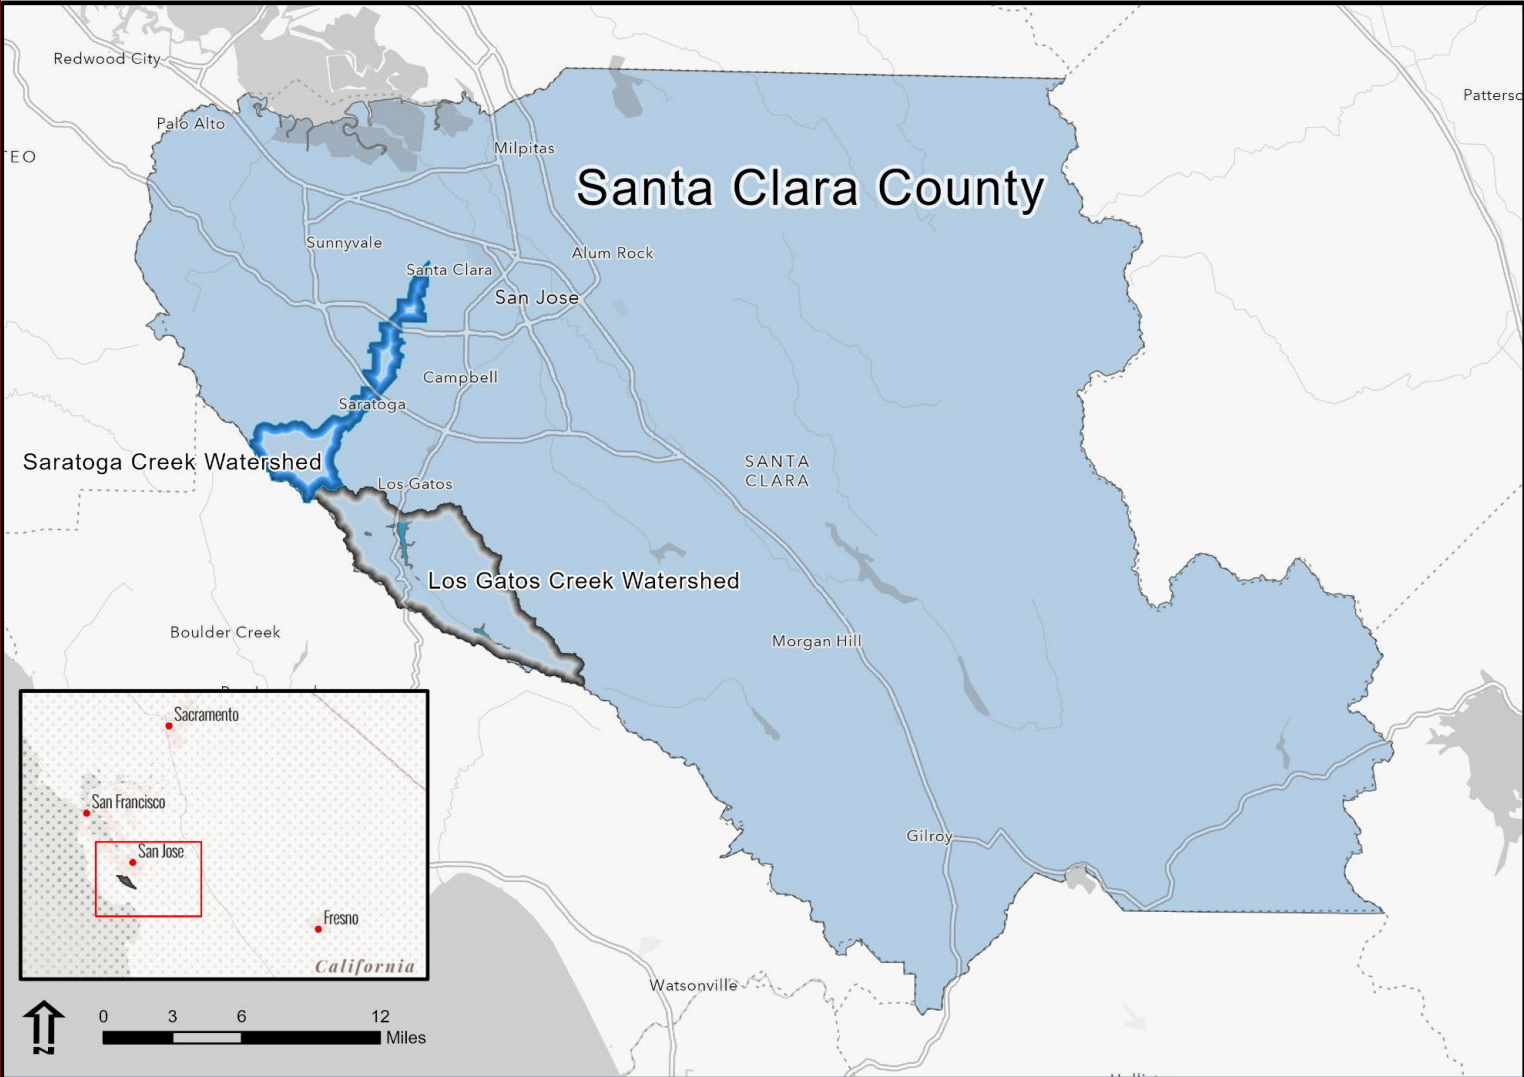 Redwood City
Patterso
Palo Alto
TEO
Milpitas
Santa Clara County
Sunnyvale
Alum Rock
Santa Clara
San Jose
Campbell
Saratoga
Saratoga Creek Watershed
SANTA
CLARA
Los Gatos
Los Gatos Creek Watershed
Boulder Creek
Morgan Hill
Sacramento
San Francisco
San Jose
Fresno
California
Gilroy
Watsonville
N
0 3 6 12
Miles